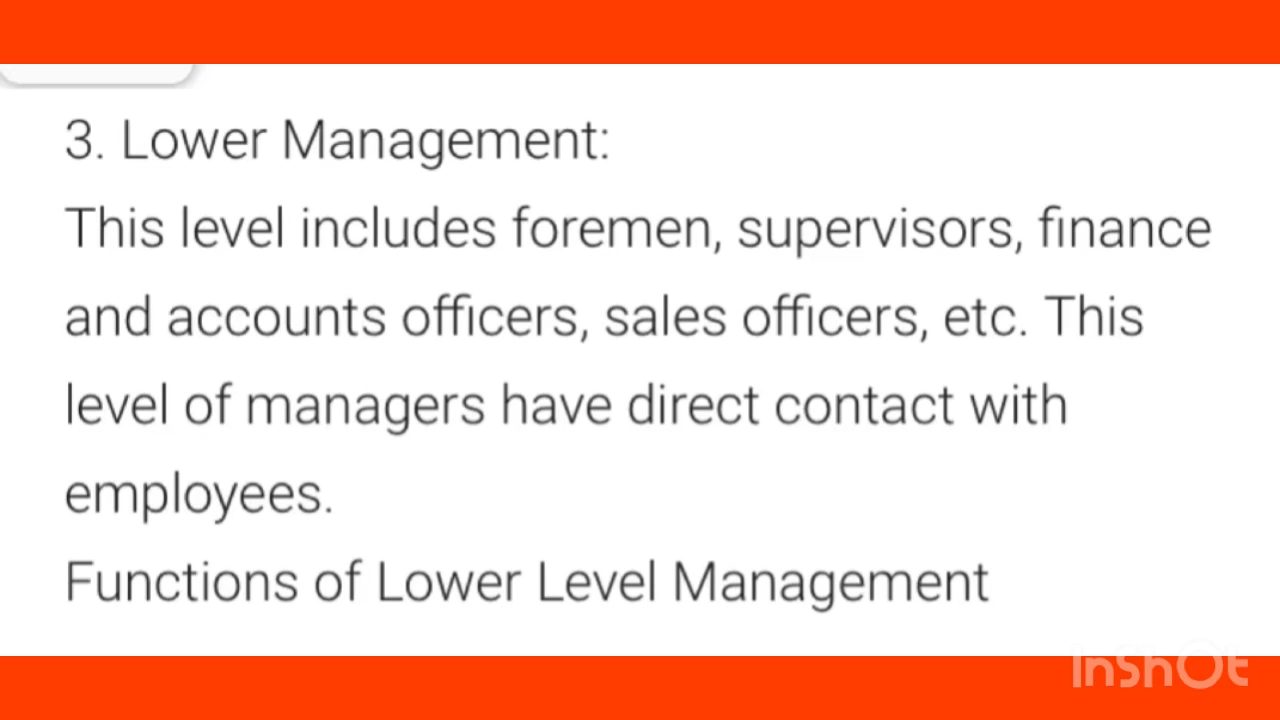 3. Lower Management:
This level includes foremen, supervisors, finance
and accounts officers, sales officers, etc. This
level of managers have direct contact with
employees.
Functions of Lower Level Management
InShOt